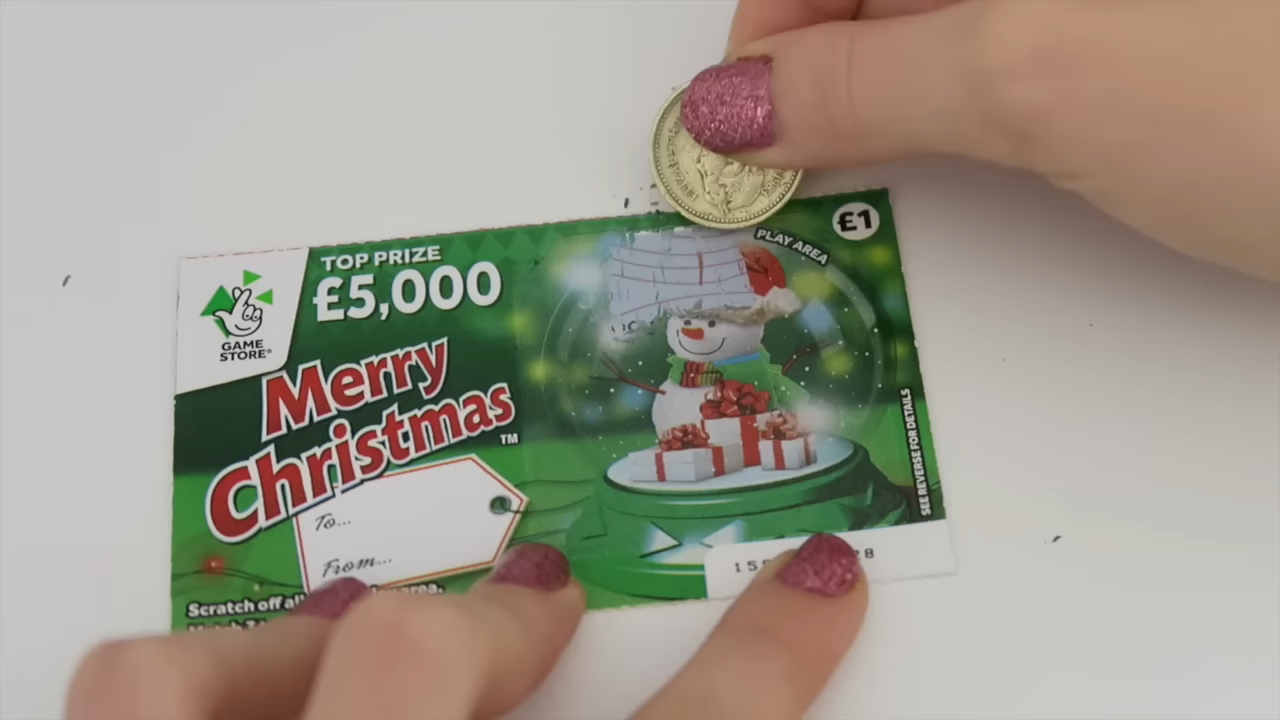 TOP PRIZE
£5,000
£1
PLAY AREA
GAME
STORE®
Merry
Christmas
TM
To...
From...
SEE REVERSE FOR DETAILS
Scratch off
area.